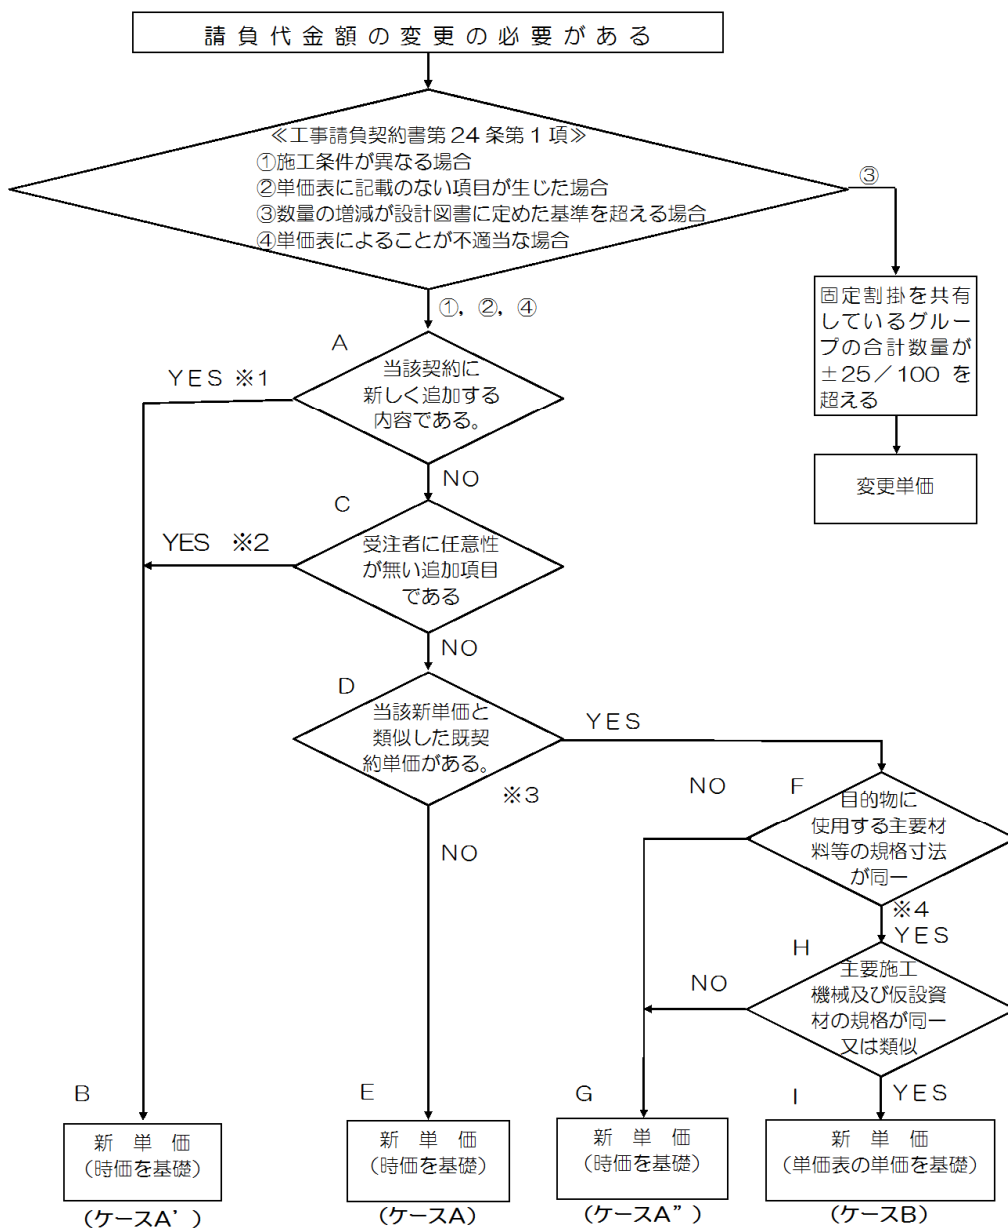 請負代金額の変更の必要がある
≪工事請負契約書第24条第1項≫
①施工条件が異なる場合
②単価表に記載のない項目が生じた場合
③数量の増減が設計図書に定めた基準を超える場合
④単価表によることが不適当な場合
③
固定割掛を共有
しているグルー
プの合計数量が
±25/100を
超える
変更単価
①,②,④
A
YES ※1
当該契約に
新しく追加する
内容である。
NO
C
YES ※2
受注者に任意性
が無い追加項目
である
NO
D
当該新単価と
類似した既契
約単価がある。
YES
※3
NO
NO
F
目的物に
使用する主要材
料等の規格寸法
が同一
※4
YES
H
NO
主要施工
機械及び仮設資
材の規格が同一
又は類似
YES
B
新単価
(時価を基礎)
(ケースA')
E
新単価
(時価を基礎)
(ケースA)
G
新単価
(時価を基礎)
(ケースA")
I
新単価
(単価表の単価を基礎)
(ケースB)